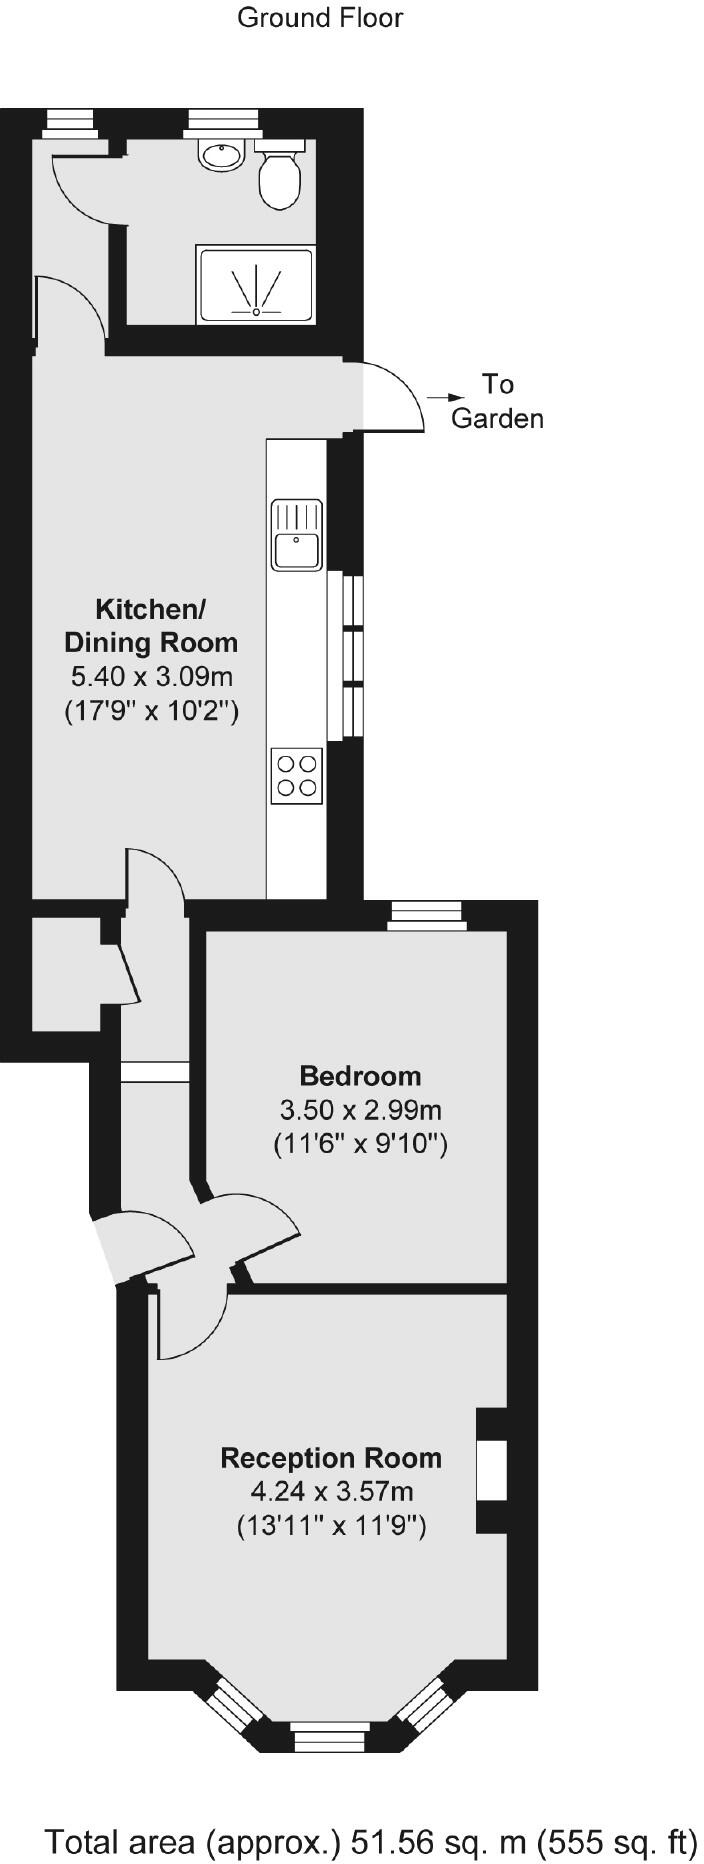 Ground Floor
To
Garden
Kitchen/
Dining Room
5.40 x 3.09m
(17'9" x 10'2")
Bedroom
3.50 x 2.99m
(11'6" x 9'10")
Reception Room
4.24 x 3.57m
(13'11" x 11'9")
Total area (approx.) 51.56 sq. m (555 sq. ft)